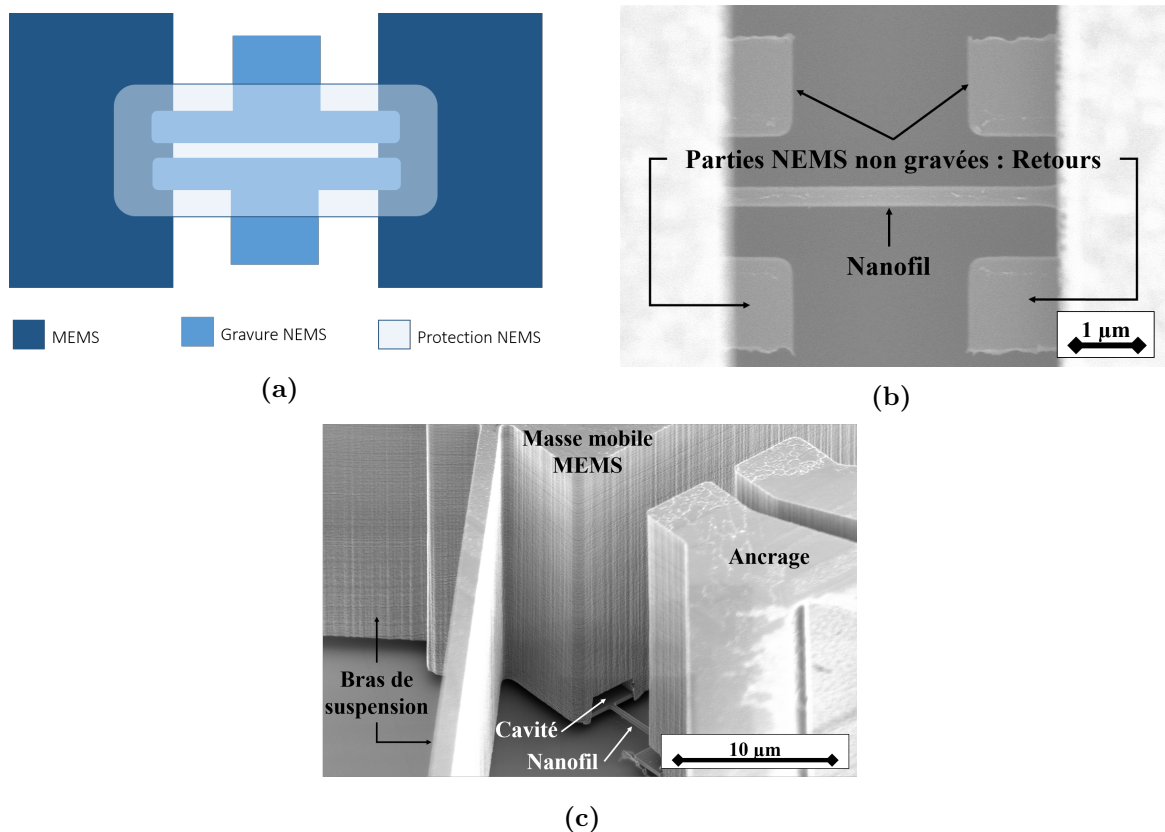 MEMS
Gravure NEMS
Protection NEMS
(a)
Parties NEMS non gravées : Retours
Nanofil
1 µm
(b)
Masse mobile
MEMS
Ancrage
Bras de
suspension
Cavité
Nanofil
10 µm
(c)